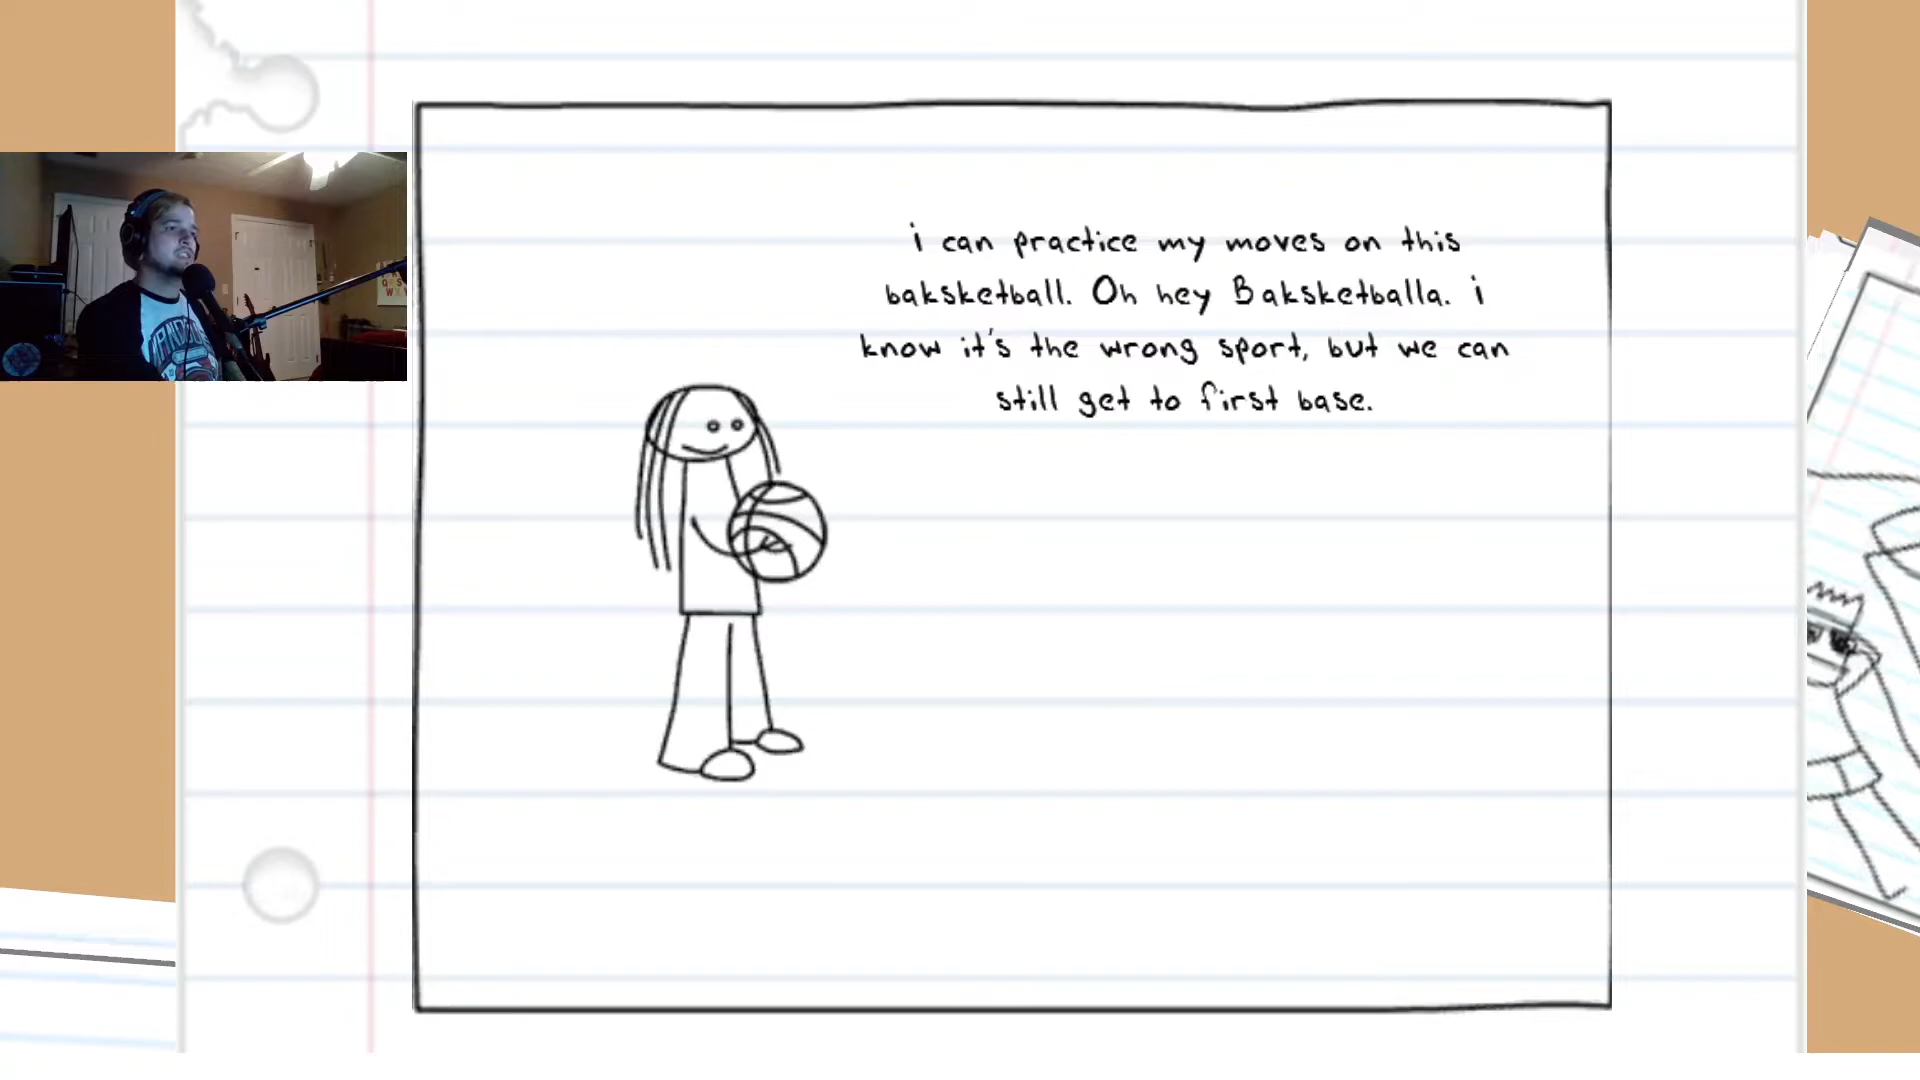 i can practice my moves on this
baksketball. Oh hey Baksketballa. i
know it's the wrong sport, but we can
still get to first base.